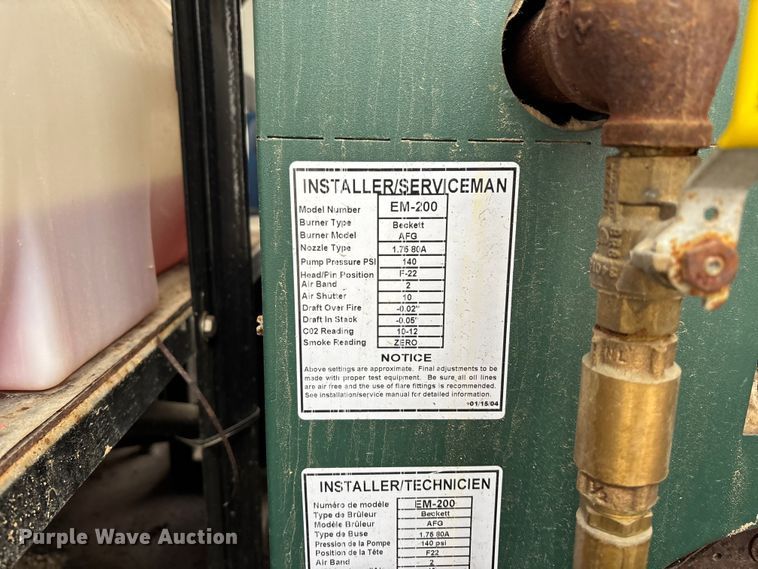 INSTALLER/SERVICEMAN
Model Number EM-200
Burner Type Beckett
Burner Model AFG
Nozzle Type 1.75 80A
Pump Pressure PSI 140
Head/Pin Position F-22
Air Band 2
Air Shutter 10
Draft Over Fire -0.02"
Draft In Stack -0.05"
C02 Reading 10-12
Smoke Reading ZERO
NOTICE
Above settings are approximate. Final adjustments to be
made with proper test equipment. Be sure all oil lines
are air free and the use of flare fittings is recommended.
See installation/service manual for detailed information.
01/15/04
INSTALLER/TECHNICIEN
Numéro de modèle EM-200
Type de Brûleur Beckett
Modèle Brûleur AFG
Type de Buse 1.75 80A
Pression de la Pompe 140 psi
Position de la Tête F22
Air Band 2
Purple Wave Auction